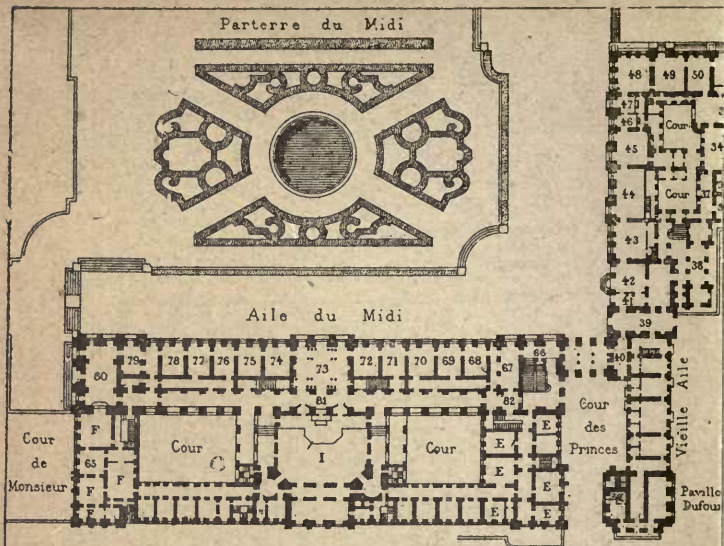 Parterre du Midi
48
49
50
47
46
Cour
45
34
44
Cour
37
43
38
42
41
39
Aile du Midi
79
78
77
76
75
74
73
72
71
70
69
68
67
66
40
80
81
82
Cour
des
Princes
Vieille Aile
Cour
de
Monsieur
F
65
F
F
F
Cour
C
I
Cour
E
E
E
E
E
E
E
Pavillo
Dufour